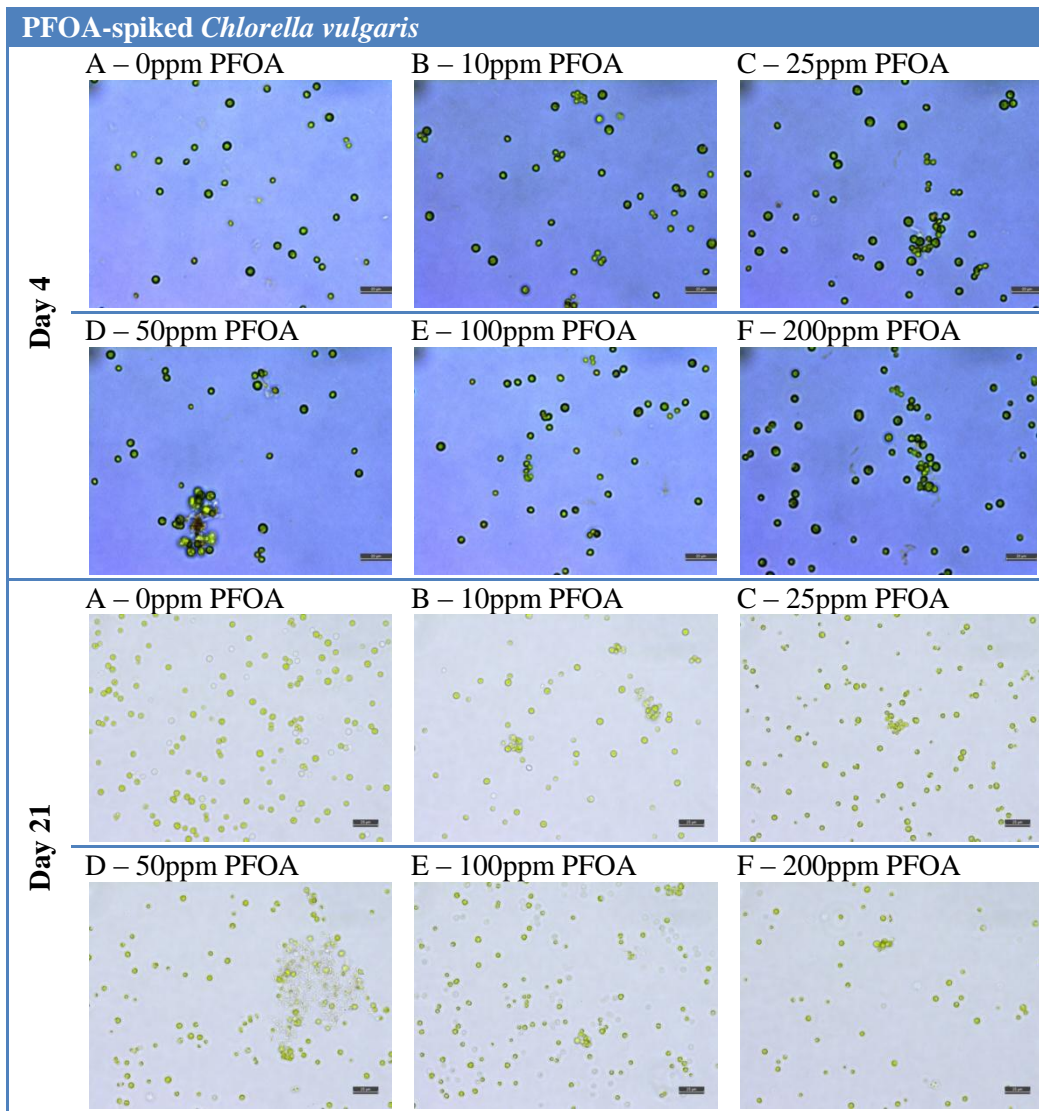 PFOA-spiked Chlorella vulgaris
Day 4
A – 0ppm PFOA
B – 10ppm PFOA
C – 25ppm PFOA
D – 50ppm PFOA
E – 100ppm PFOA
F – 200ppm PFOA
Day 21
A – 0ppm PFOA
B – 10ppm PFOA
C – 25ppm PFOA
D – 50ppm PFOA
E – 100ppm PFOA
F – 200ppm PFOA